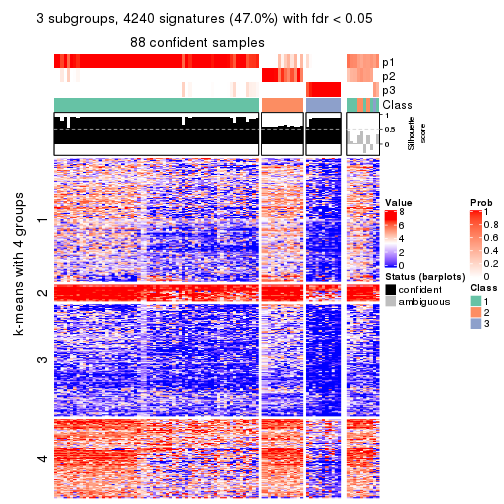 3 subgroups, 4240 signatures (47.0%) with fdr < 0.05
88 confident samples
p1
p2
p3
Class
1
0.5
0
Silhouette
score
k-means with 4 groups
1
2
3
4
Value
8
6
4
2
0
Status (barplots)
confident
ambiguous
Prob
1
0.8
0.6
0.4
0.2
0
Class
1
2
3